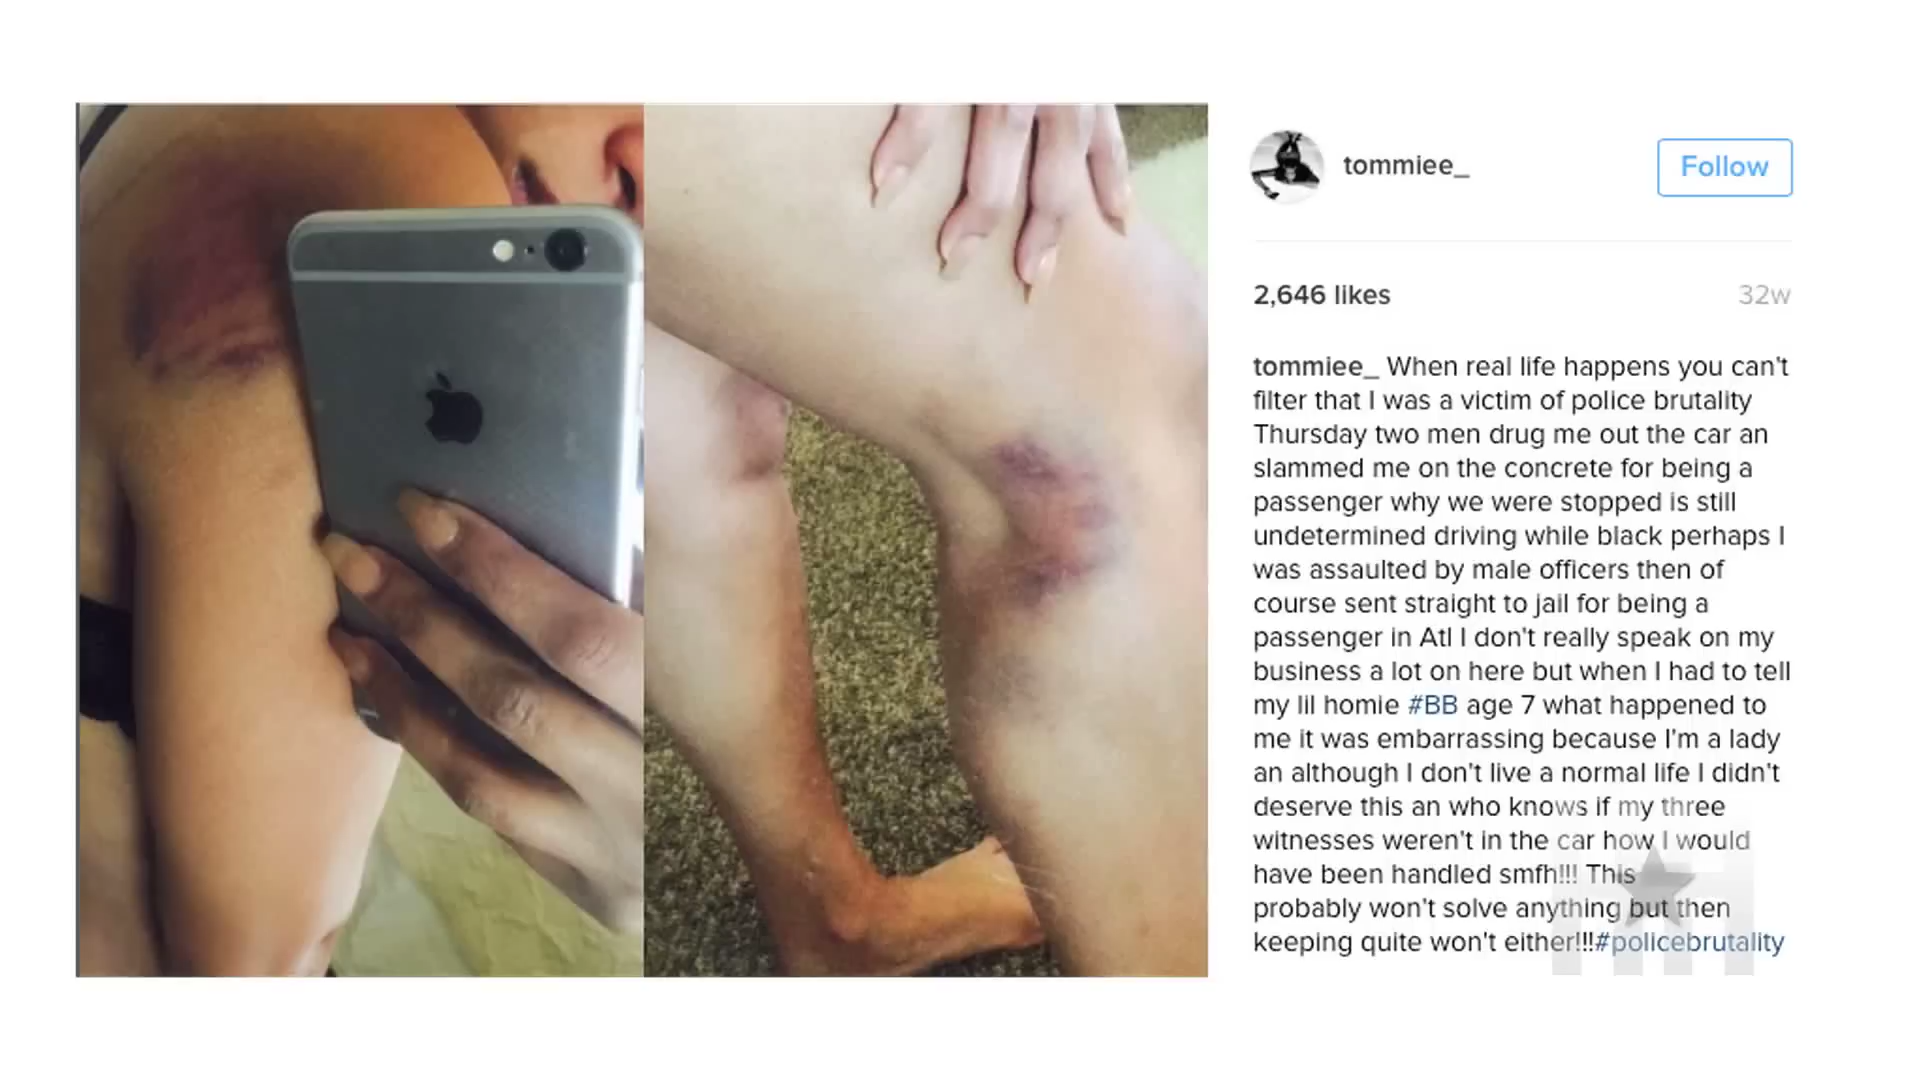 tommiee_
Follow
2,646 likes
32w
tommiee_ When real life happens you can't
filter that I was a victim of police brutality
Thursday two men drug me out the car an
slammed me on the concrete for being a
passenger why we were stopped is still
undetermined driving while black perhaps I
was assaulted by male officers then of
course sent straight to jail for being a
passenger in Atl I don't really speak on my
business a lot on here but when I had to tell
my lil homie #BB age 7 what happened to
me it was embarrassing because I'm a lady
an although I don't live a normal life I didn't
deserve this an who knows if my three
witnesses weren't in the car how I would
have been handled smfh!!! This
probably won't solve anything but then
keeping quite won't either!!!#policebrutality